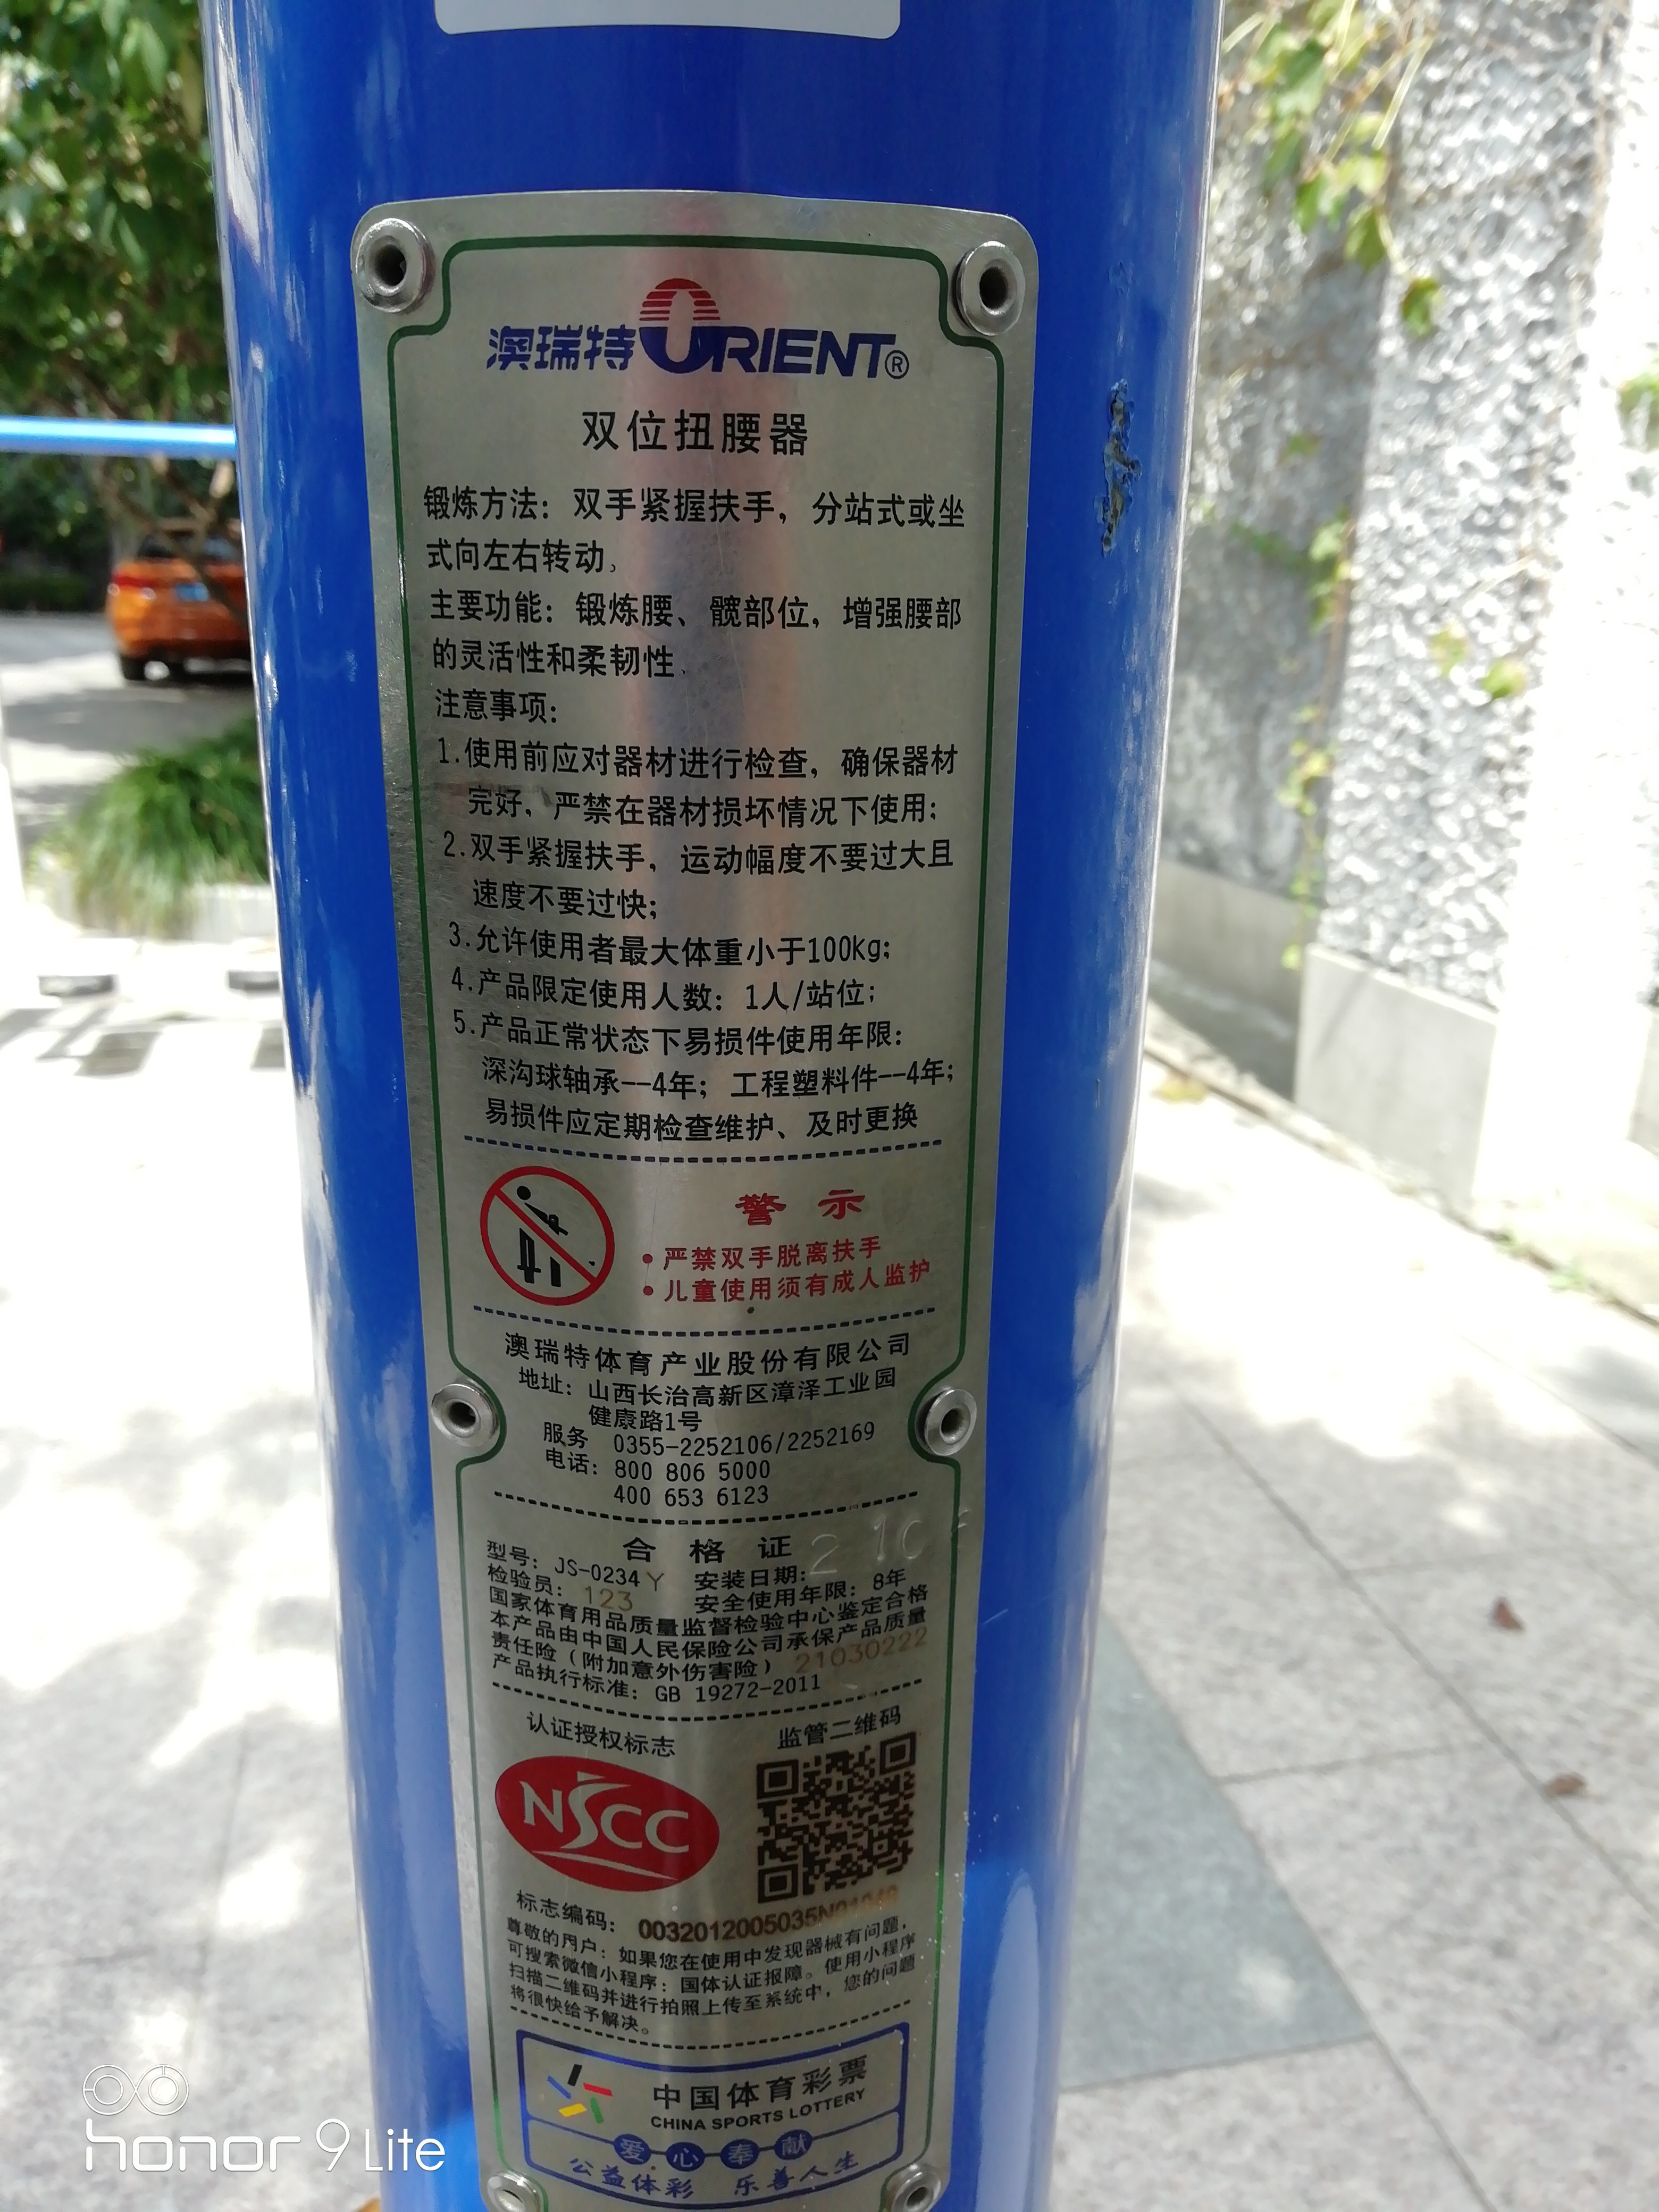 澳瑞特ORIENT®
双位扭腰器
锻炼方法：双手紧握扶手，分站式或坐
式向左右转动、
主要功能：锻炼腰、髋部位，增强腰部
的灵活性和柔韧性、
注意事项：
1.使用前应对器材进行检查，确保器材
完好，严禁在器材损坏情况下使用；
2.双手紧握扶手，运动幅度不要过大且
速度不要过快；
3.允许使用者最大体重小于100kg；
4.产品限定使用人数：1人/站位；
5.产品正常状态下易损件使用年限：
深沟球轴承--4年；工程塑料件--4年；
易损件应定期检查维护、及时更换
警示
•严禁双手脱离扶手
•儿童使用须有成人监护
澳瑞特体育产业股份有限公司
地址：山西长治高新区漳泽工业园
健康路1号
服务 0355-2252106/2252169
电话：800 806 5000
400 653 6123
合格证
型号：JS-0234Y 安装日期：
检验员：123 安全使用年限：8年
国家体育用品质量监督检验中心鉴定合格
本产品由中国人民保险公司承保产品质量
责任险（附加意外伤害险）21030222
产品执行标准：GB 19272-2011
认证授权标志 监管二维码
NSCC
标志编码：0032012005035N
尊敬的用户：如果您在使用中发现器械有问题，
可搜索微信小程序：国体认证报障。使用小程序
扫描二维码并进行拍照上传至系统中，您的问题
将很快给予解决。
中国体育彩票
CHINA SPORTS LOTTERY
爱心奉献
公益体彩 乐善人生
honor 9 Lite